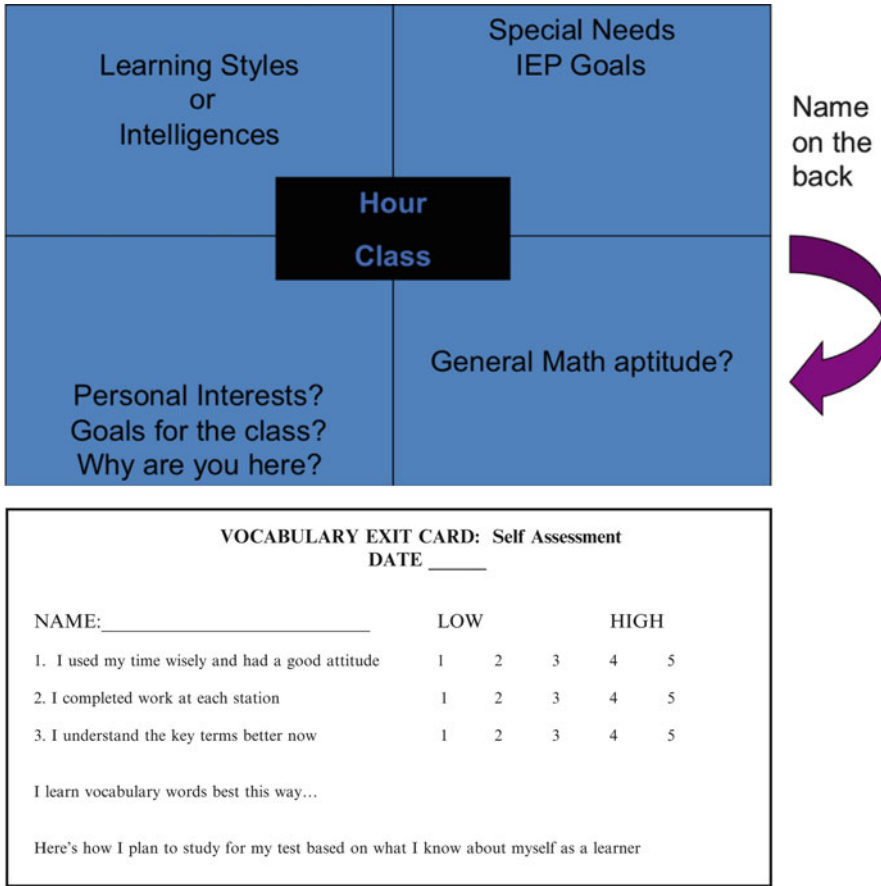 Learning Styles
or
Intelligences
Special Needs
IEP Goals
Name
on the
back
Hour
Class
Personal Interests?
Goals for the class?
Why are you here?
General Math aptitude?
VOCABULARY EXIT CARD: Self Assessment
DATE ______
NAME:____________________________ LOW HIGH
1. I used my time wisely and had a good attitude 1 2 3 4 5
2. I completed work at each station 1 2 3 4 5
3. I understand the key terms better now 1 2 3 4 5
I learn vocabulary words best this way…
Here's how I plan to study for my test based on what I know about myself as a learner